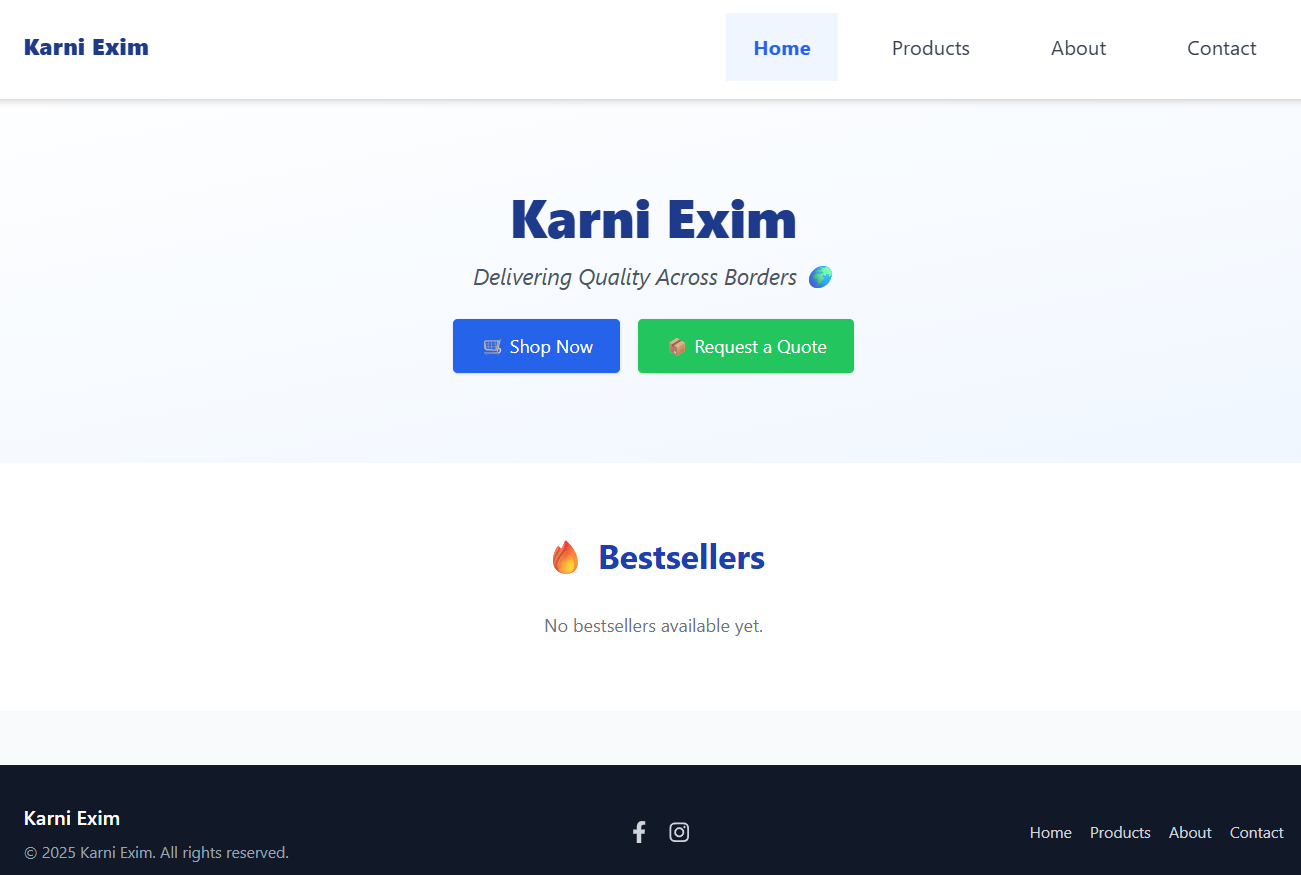 Karni Exim
Home Products About Contact
Karni Exim
Delivering Quality Across Borders 🌍
🛒 Shop Now 📦 Request a Quote
🔥 Bestsellers
No bestsellers available yet.
Karni Exim
© 2025 Karni Exim. All rights reserved.
Home Products About Contact